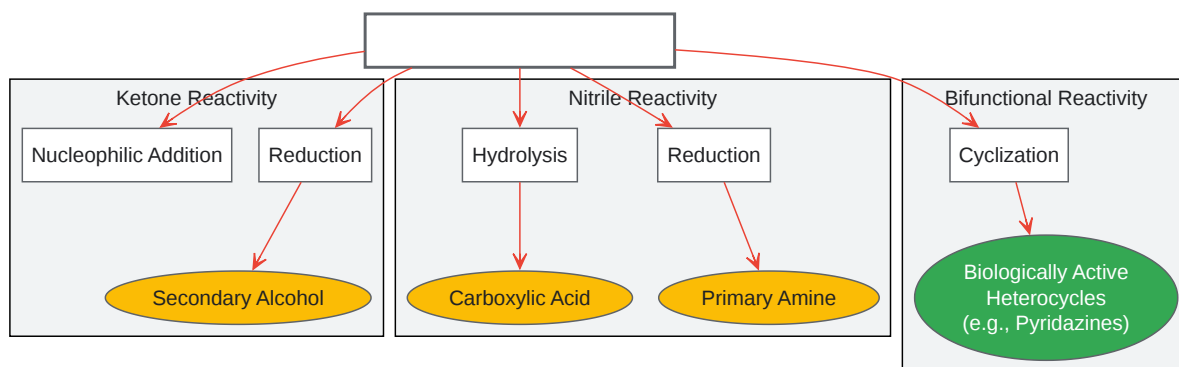 Ketone Reactivity
Nitrile Reactivity
Bifunctional Reactivity
Nucleophilic Addition
Reduction
Hydrolysis
Reduction
Cyclization
Secondary Alcohol
Carboxylic Acid
Primary Amine
Biologically Active
Heterocycles
(e.g., Pyridazines)